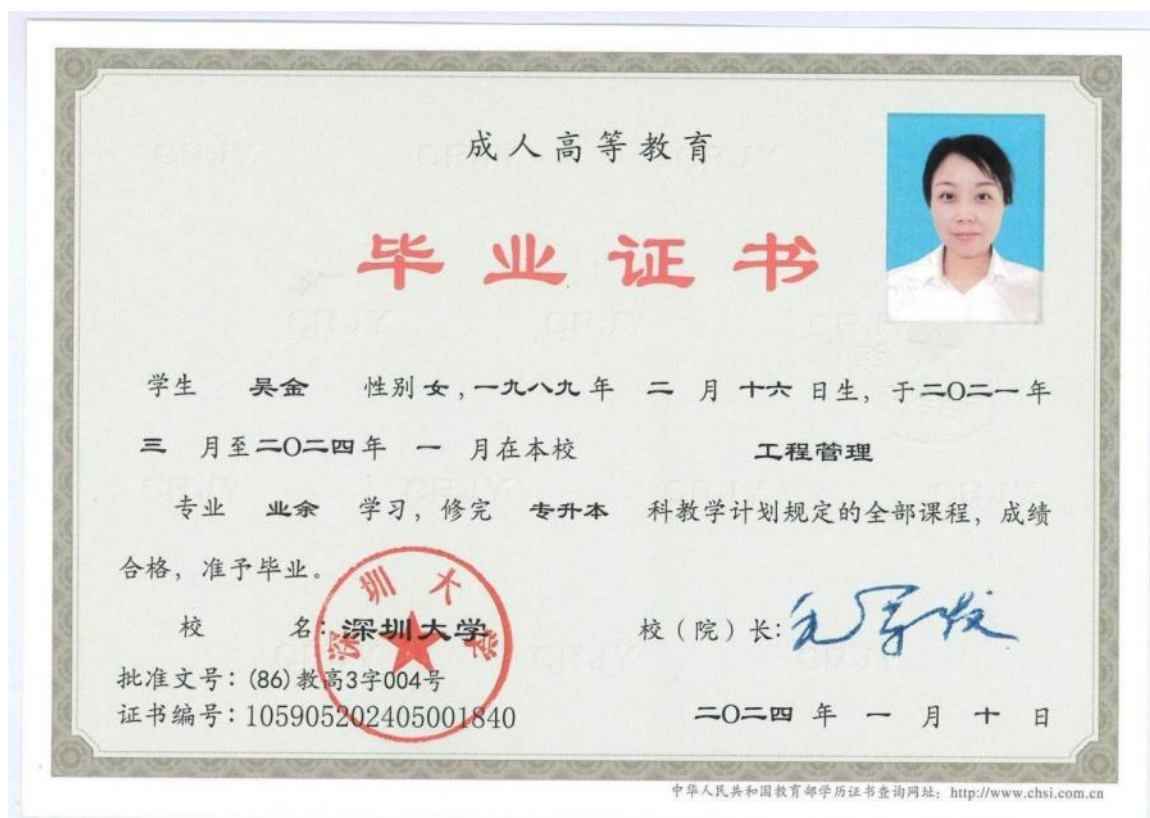 成人高等教育
毕业证书
学生 吴金 性别 女，一九八九 年 二 月 十六 日生，于二〇二一年
三 月至二〇二四年 一 月在本校 工程管理
专业 业余 学习，修完 专升本 科教学计划规定的全部课程，成绩
合格，准予毕业。
深圳大学
校 名：深圳大学 校（院）长：毛军发
批准文号：(86)教高3字004号
证书编号：105905202405001840 二〇二四 年 一 月 十 日
中华人民共和国教育部学历证书查询网址：http://www.chsi.com.cn